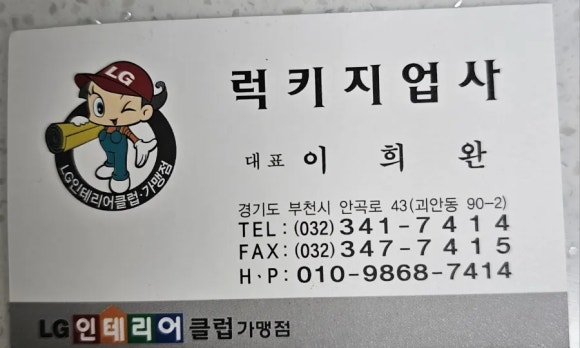 LG
LG인테리어클럽·가맹점
럭키지업사
대표 이희완
경기도 부천시 안곡로 43(괴안동 90-2)
TEL:(032)341-7414
FAX:(032)347-7415
H·P:010-9868-7414
LG인테리어클럽가맹점